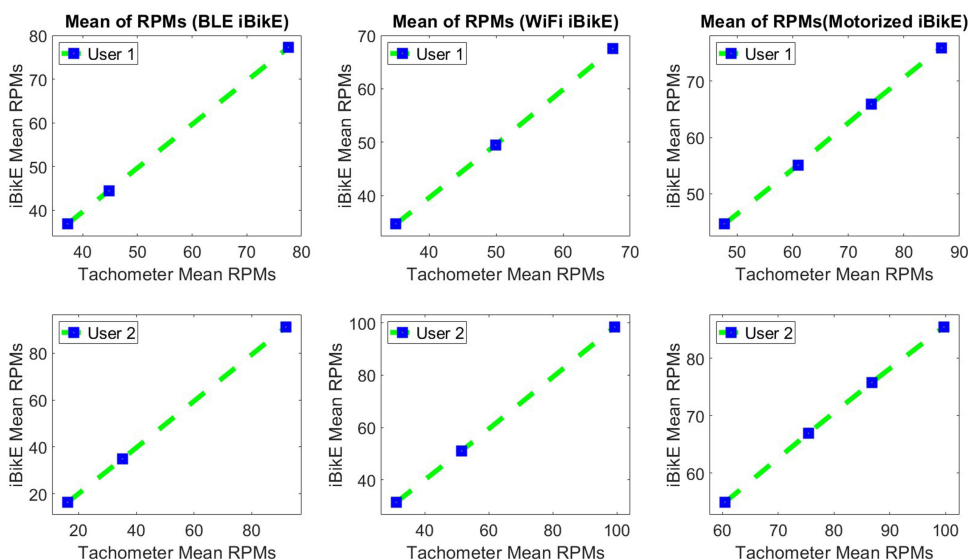 Mean of RPMs (BLE iBikE)
Mean of RPMs (WiFi iBikE)
Mean of RPMs(Motorized iBikE)
80
70
60
50
40
iBikE Mean RPMs
User 1
40 50 60 70 80
Tachometer Mean RPMs
70
60
50
40
iBikE Mean RPMs
User 1
40 50 60 70
Tachometer Mean RPMs
70
60
50
iBikE Mean RPMs
User 1
50 60 70 80 90
Tachometer Mean RPMs
80
60
40
20
iBikE Mean RPMs
User 2
20 40 60 80
Tachometer Mean RPMs
100
80
60
40
iBikE Mean RPMs
User 2
40 60 80 100
Tachometer Mean RPMs
80
70
60
iBikE Mean RPMs
User 2
60 70 80 90 100
Tachometer Mean RPMs